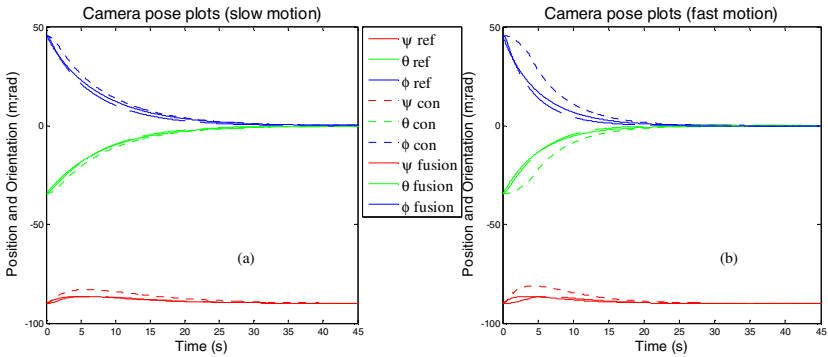 Camera pose plots (slow motion)
Position and Orientation (m;rad)
50
0
-50
-100
(a)
0 5 10 15 20 25 30 35 40 45
Time (s)
ψ ref
θ ref
ϕ ref
ψ con
θ con
ϕ con
ψ fusion
θ fusion
ϕ fusion
Camera pose plots (fast motion)
Position and Orientation (m;rad)
50
0
-50
-100
(b)
0 5 10 15 20 25 30 35 40 45
Time (s)